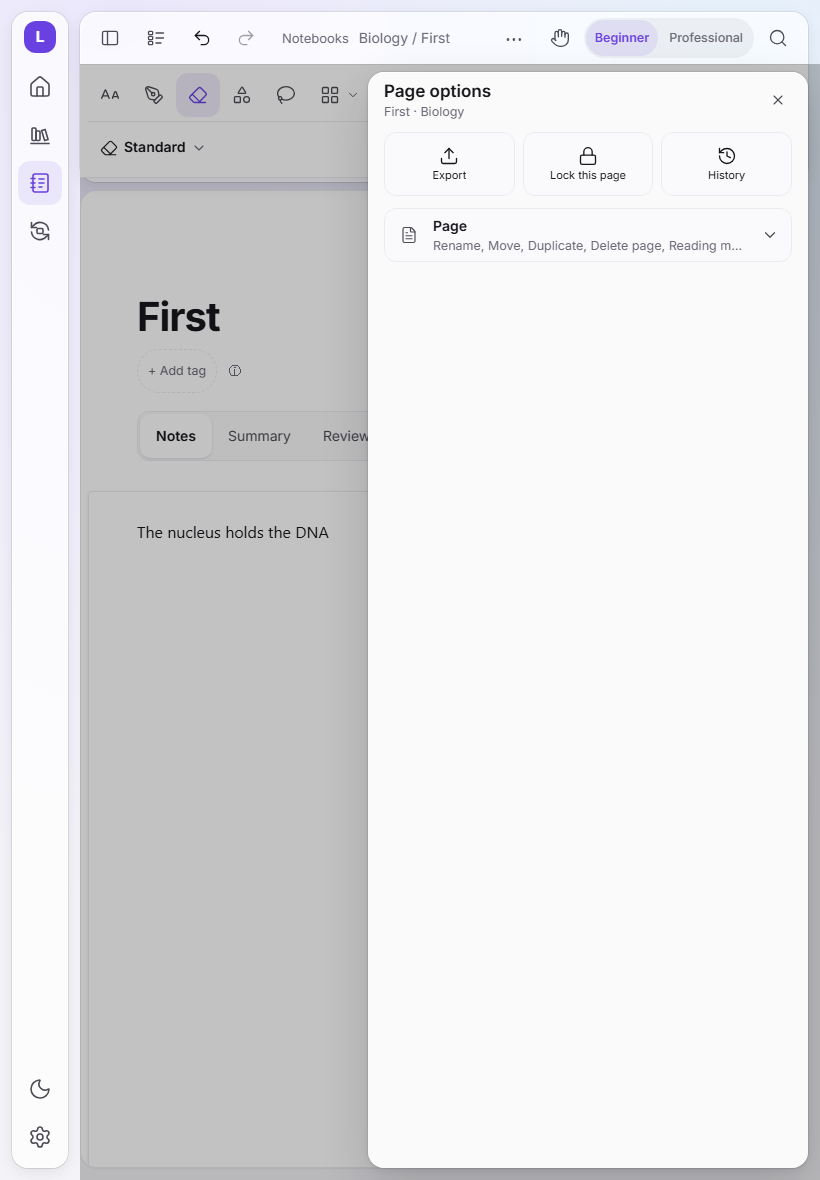 L
Notebooks Biology / First
Beginner Professional
AA
Standard
First
+ Add tag
Notes Summary Review
The nucleus holds the DNA
Page options
First · Biology
Export Lock this page History
Page
Rename, Move, Duplicate, Delete page, Reading m...